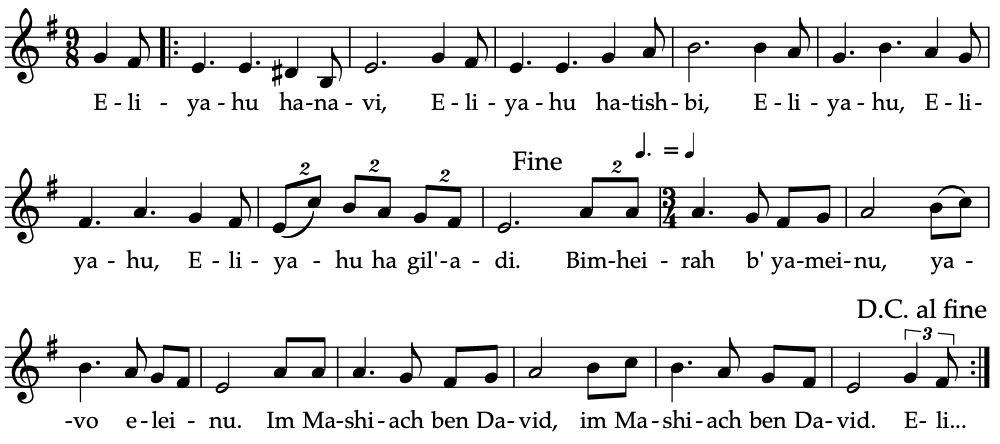 9 8
E - li - ya - hu ha-na - vi, E - li - ya - hu ha-tish-bi, E - li - ya - hu, E - li-
2 2 2 Fine 2 3 4
ya - hu, E - li - ya - hu ha gil'-a - di. Bim-hei - rah b' ya-mei-nu, ya -
D.C. al fine
3
-vo e-lei - nu. Im Ma-shi-ach ben Da-vid, im Ma-shi-ach ben Da-vid. E- li...